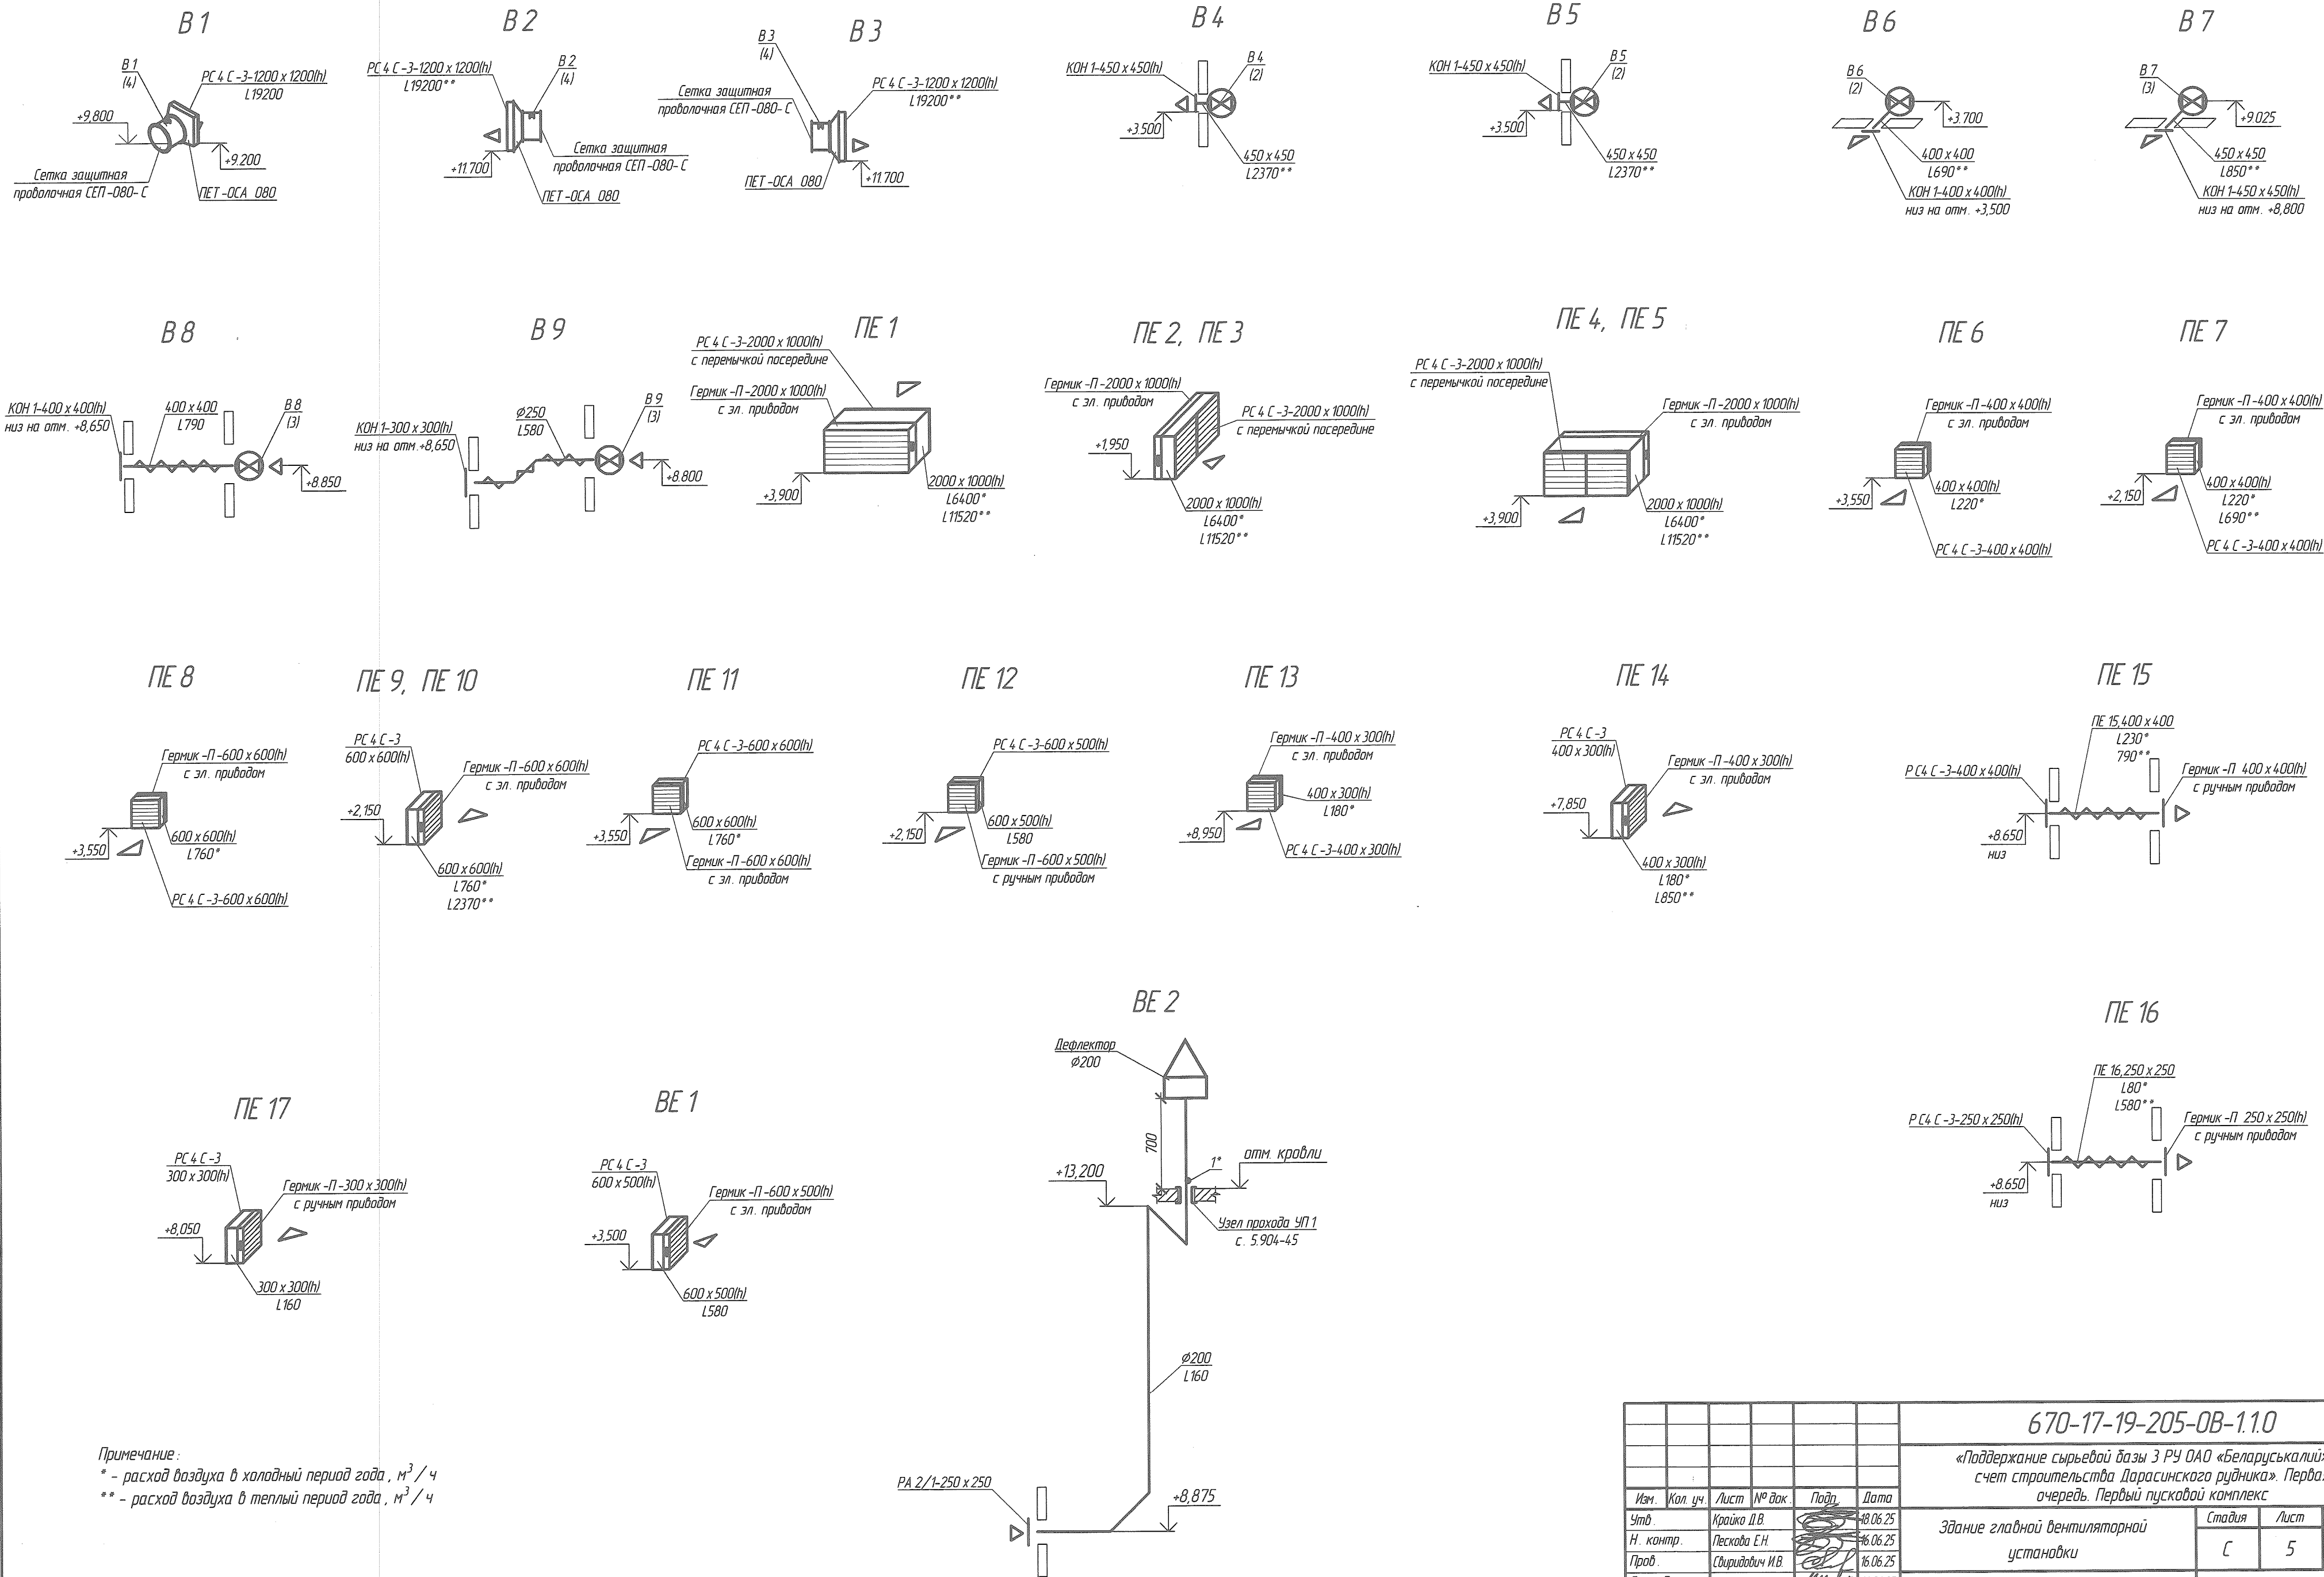 В 1
В 1
(4)
РС 4 С -3-1200 х 1200(h)
L19200
+9,800
+9.200
Сетка защитная
проволочная СЕП -080- С
ПЕТ -ОСА 080
В 2
РС 4 С -3-1200 х 1200(h)
L19200**
В 2
(4)
Сетка защитная
проволочная СЕП -080- С
+11.700
ПЕТ -ОСА 080
В 3
В 3
(4)
Сетка защитная
проволочная СЕП -080- С
РС 4 С -3-1200 х 1200(h)
L19200**
ПЕТ -ОСА 080
+11.700
В 4
КОН 1-450 х 450(h)
В 4
(2)
+3.500
450 х 450
L2370**
В 5
КОН 1-450 х 450(h)
В 5
(2)
+3.500
450 х 450
L2370**
В 6
В 6
(2)
+3.700
400 х 400
L690**
КОН 1-400 х 400(h)
низ на отм. +3,500
В 7
В 7
(3)
+9.025
450 х 450
L850**
КОН 1-450 х 450(h)
низ на отм. +8,800
В 8
КОН 1-400 х 400(h)
низ на отм. +8,650
400 х 400
L790
В 8
(3)
+8.850
В 9
КОН 1-300 х 300(h)
низ на отм.+8,650
Ø250
L580
В 9
(3)
+8.800
ПЕ 1
РС 4 С -3-2000 х 1000(h)
с перемычкой посередине
Гермик -П -2000 х 1000(h)
с эл. приводом
+3,900
2000 х 1000(h)
L6400*
L11520**
ПЕ 2, ПЕ 3
Гермик -П -2000 х 1000(h)
с эл. приводом
РС 4 С -3-2000 х 1000(h)
с перемычкой посередине
+1,950
2000 х 1000(h)
L6400*
L11520**
ПЕ 4, ПЕ 5
РС 4 С -3-2000 х 1000(h)
с перемычкой посередине
Гермик -П -2000 х 1000(h)
с эл. приводом
+3,900
2000 х 1000(h)
L6400*
L11520**
ПЕ 6
Гермик -П -400 х 400(h)
с эл. приводом
+3,550
400 х 400(h)
L220*
РС 4 С -3-400 х 400(h)
ПЕ 7
Гермик -П -400 х 400(h)
с эл. приводом
+2,150
400 х 400(h)
L220*
L690**
РС 4 С -3-400 х 400(h)
ПЕ 8
Гермик -П -600 х 600(h)
с эл. приводом
+3,550
600 х 600(h)
L760*
РС 4 С -3-600 х 600(h)
ПЕ 9, ПЕ 10
РС 4 С -3
600 х 600(h)
Гермик -П -600 х 600(h)
с эл. приводом
+2,150
600 х 600(h)
L760*
L2370**
ПЕ 11
РС 4 С -3-600 х 600(h)
+3,550
600 х 600(h)
L760*
Гермик -П -600 х 600(h)
с эл. приводом
ПЕ 12
РС 4 С -3-600 х 500(h)
+2,150
600 х 500(h)
L580
Гермик -П -600 х 500(h)
с ручным приводом
ПЕ 13
Гермик -П -400 х 300(h)
с эл. приводом
400 х 300(h)
L180*
+8,950
РС 4 С -3-400 х 300(h)
ПЕ 14
РС 4 С -3
400 х 300(h)
Гермик -П -400 х 300(h)
с эл. приводом
+7,850
400 х 300(h)
L180*
L850**
ПЕ 15
ПЕ 15,400 х 400
L230*
790**
Р С4 С -3-400 х 400(h)
Гермик -П 400 х 400(h)
с ручным приводом
+8.650
низ
ПЕ 17
РС 4 С -3
300 х 300(h)
Гермик -П -300 х 300(h)
с ручным приводом
+8,050
300 х 300(h)
L160
ВЕ 1
РС 4 С -3
600 х 500(h)
Гермик -П -600 х 500(h)
с эл. приводом
+3,500
600 х 500(h)
L580
ВЕ 2
Дефлектор
Ø200
700
1*
отм. кровли
+13,200
Узел прохода УП 1
с. 5.904-45
Ø200
L160
РА 2/1-250 х 250
+8,875
ПЕ 16
ПЕ 16,250 х 250
L80*
L580**
Р С4 С -3-250 х 250(h)
Гермик -П 250 х 250(h)
с ручным приводом
+8.650
низ
Примечание :
* - расход воздуха в холодный период года , м³ / ч
** - расход воздуха в теплый период года , м³ / ч
670-17-19-205-ОВ-1.1.0
«Поддержание сырьевой базы 3 РУ ОАО «Беларуськалий»
счет строительства Дарасинского рудника». Перва
очередь. Первый пусковой комплекс
Изм. Кол. уч. Лист № док. Подп. Дата
Утв. Крайко Д.В. 18.06.25
Н. контр. Пескова Е.Н. 16.06.25
Пров. Свиридович И.В. 16.06.25
Здание главной вентиляторной
установки
Стадия Лист
С 5